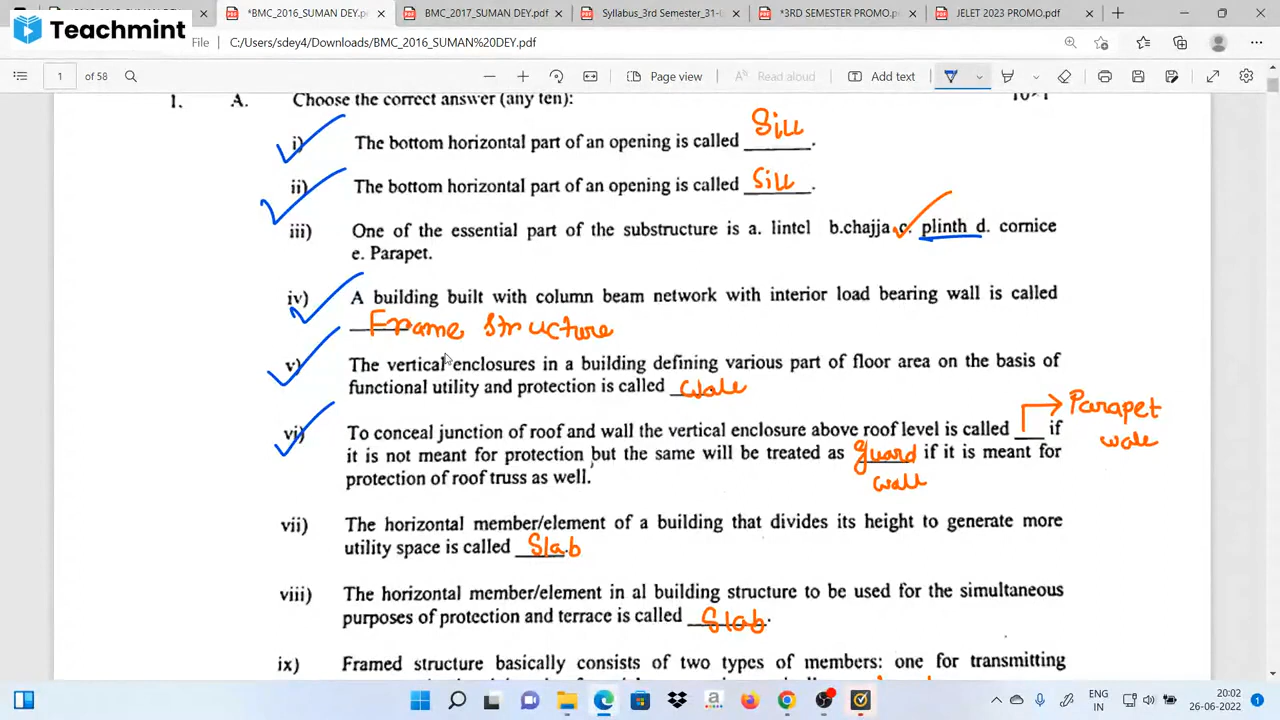 Teachmint
*BMC_2016_SUMAN DEY.pdf
BMC_2016_SUMAN DEY.pdf
Syllabus_3rd semester_31-
*3RD SEMESTER PROMO.pdf
JELET 2023 PROMO.pdf
File C:/Users/sdey4/Downloads/BMC_2016_SUMAN%20DEY.pdf
1 of 58 Page view Read aloud Add text
1. A. Choose the correct answer (any ten): 10×1
i) The bottom horizontal part of an opening is called Sill.
ii) The bottom horizontal part of an opening is called Sill.
iii) One of the essential part of the substructure is a. lintel b.chajja c. plinth d. cornice
e. Parapet.
iv) A building built with column beam network with interior load bearing wall is called
Frame Structure
v) The vertical enclosures in a building defining various part of floor area on the basis of
functional utility and protection is called wall.
vi) To conceal junction of roof and wall the vertical enclosure above roof level is called ___ if
Parapet
wall
it is not meant for protection but the same will be treated as guard if it is meant for
wall
protection of roof truss as well.
vii) The horizontal member/element of a building that divides its height to generate more
utility space is called Slab.
viii) The horizontal member/element in al building structure to be used for the simultaneous
purposes of protection and terrace is called Slab.
ix) Framed structure basically consists of two types of members: one for transmitting
ENG
IN
20:02
26-06-2022
1